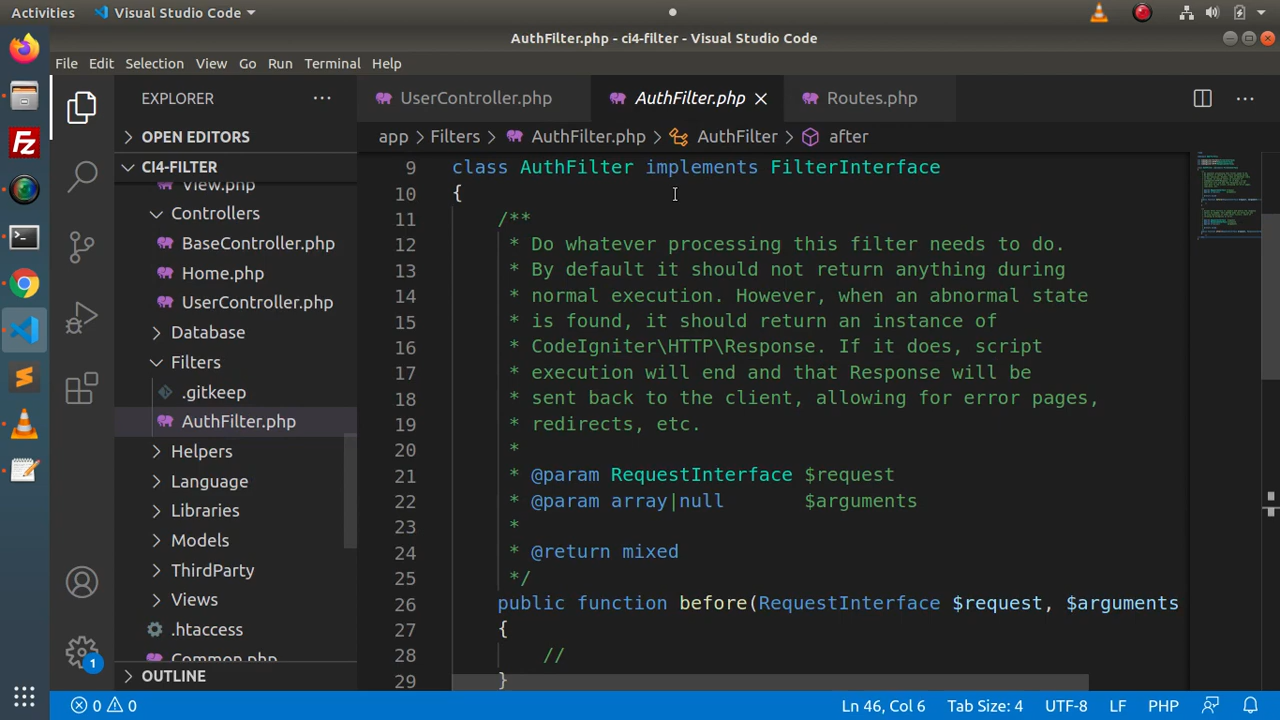 Activities Visual Studio Code
AuthFilter.php - ci4-filter - Visual Studio Code
File Edit Selection View Go Run Terminal Help
EXPLORER
UserController.php AuthFilter.php Routes.php
OPEN EDITORS
app Filters AuthFilter.php AuthFilter after
CI4-FILTER
View.php
Controllers
BaseController.php
Home.php
UserController.php
Database
Filters
.gitkeep
AuthFilter.php
Helpers
Language
Libraries
Models
ThirdParty
Views
.htaccess
Common.php
OUTLINE
9 class AuthFilter implements FilterInterface
10 {
11 /**
12 * Do whatever processing this filter needs to do.
13 * By default it should not return anything during
14 * normal execution. However, when an abnormal state
15 * is found, it should return an instance of
16 * CodeIgniter\HTTP\Response. If it does, script
17 * execution will end and that Response will be
18 * sent back to the client, allowing for error pages,
19 * redirects, etc.
20 *
21 * @param RequestInterface $request
22 * @param array|null $arguments
23 *
24 * @return mixed
25 */
26 public function before(RequestInterface $request, $arguments
27 {
28 //
29 }
1
0 0 Ln 46, Col 6 Tab Size: 4 UTF-8 LF PHP